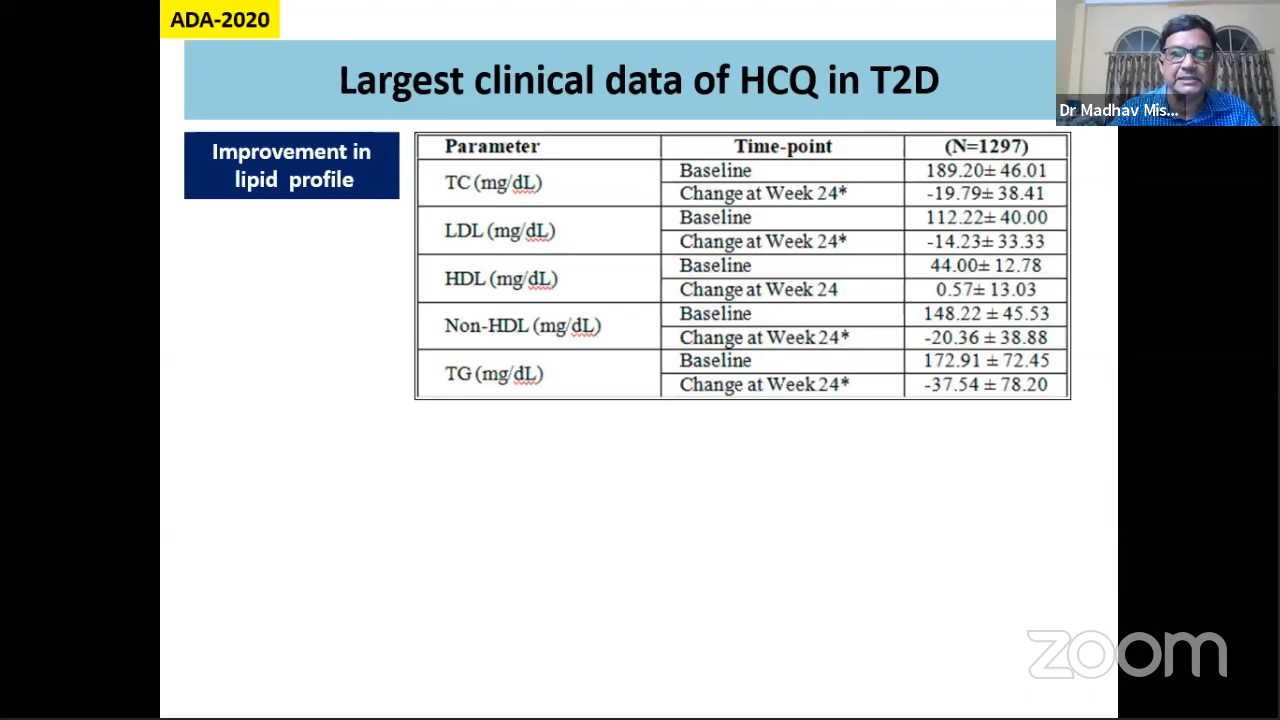 ADA-2020
Largest clinical data of HCQ in T2D
Dr Madhav Mis...
Improvement in
lipid profile
Parameter Time-point (N=1297)
TC (mg/dL) Baseline 189.20± 46.01
Change at Week 24* -19.79± 38.41
LDL (mg/dL) Baseline 112.22± 40.00
Change at Week 24* -14.23± 33.33
HDL (mg/dL) Baseline 44.00± 12.78
Change at Week 24 0.57± 13.03
Non-HDL (mg/dL) Baseline 148.22 ± 45.53
Change at Week 24* -20.36 ± 38.88
TG (mg/dL) Baseline 172.91 ± 72.45
Change at Week 24* -37.54 ± 78.20
zoom